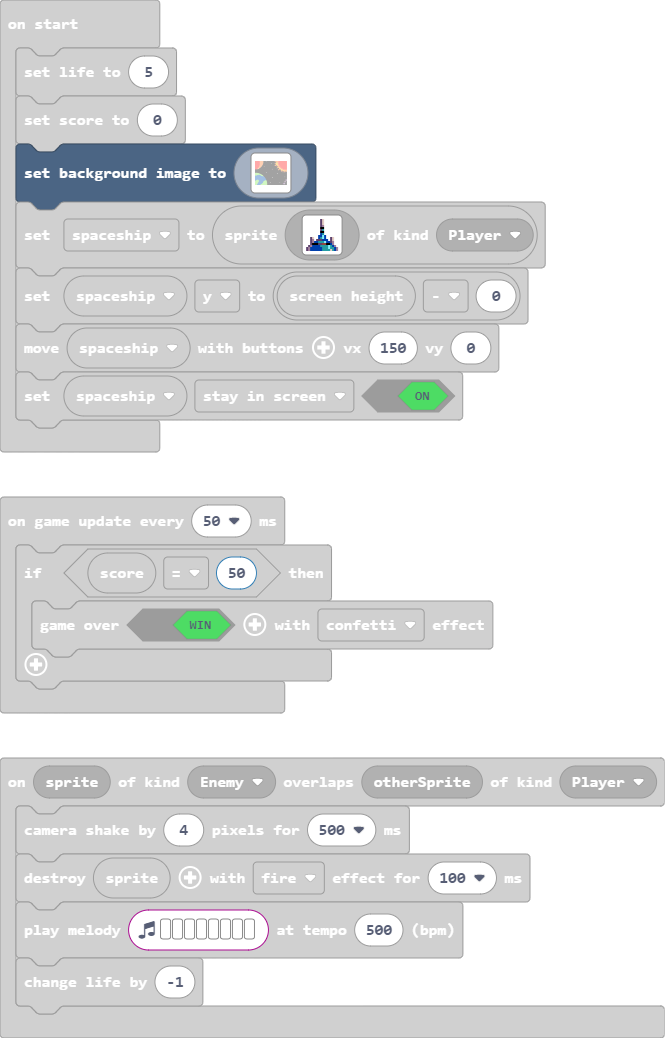 on start
set life to 5
set score to 0
set background image to
set spaceship to sprite of kind Player
set spaceship y to screen height - 0
move spaceship with buttons + vx 150 vy 0
set spaceship stay in screen ON
on game update every 50 ms
if score = 50 then
game over WIN + with confetti effect
+
on sprite of kind Enemy overlaps otherSprite of kind Player
camera shake by 4 pixels for 500 ms
destroy sprite + with fire effect for 100 ms
play melody at tempo 500 (bpm)
change life by -1